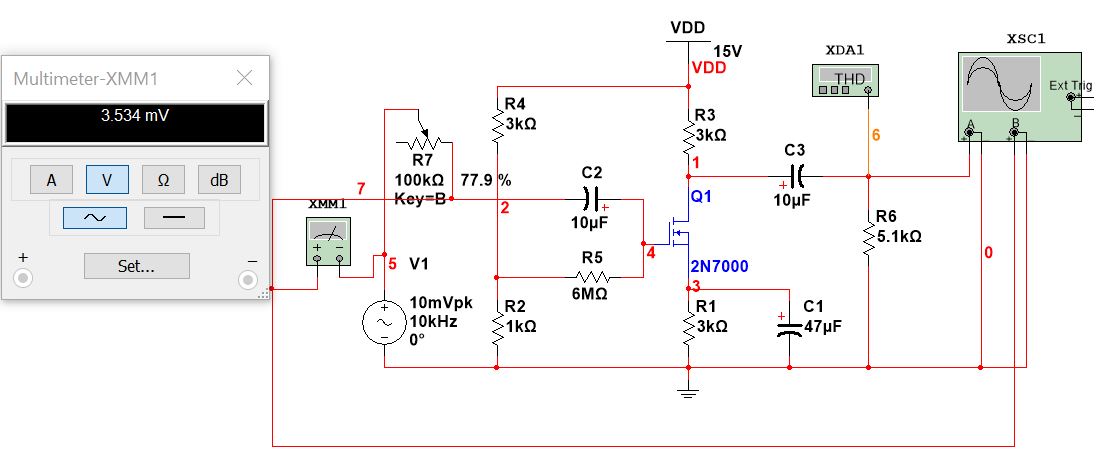 Multimeter-XMM1
3.534 mV
A
V
Ω
dB
+
Set...
−
VDD
15V
VDD
XDA1
THD
XSC1
Ext Trig
+
−
A
B
+
−
+
−
R4
3kΩ
R3
3kΩ
6
R7
100kΩ
Key=B
77.9 %
C2
+
10µF
1
C3
+
10µF
7
2
Q1
XMM1
+
−
5
V1
R5
6MΩ
4
2N7000
R6
5.1kΩ
0
3
+
−
10mVpk
10kHz
0°
R2
1kΩ
R1
3kΩ
+
C1
47µF